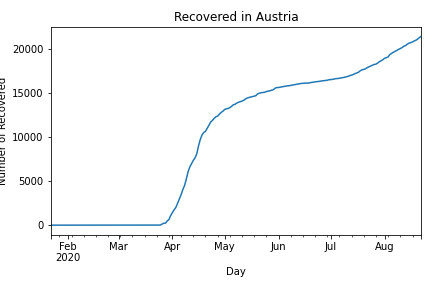 Recovered in Austria
Number of Recovered
20000
15000
10000
5000
0
Feb Mar Apr May Jun Jul Aug
2020
Day